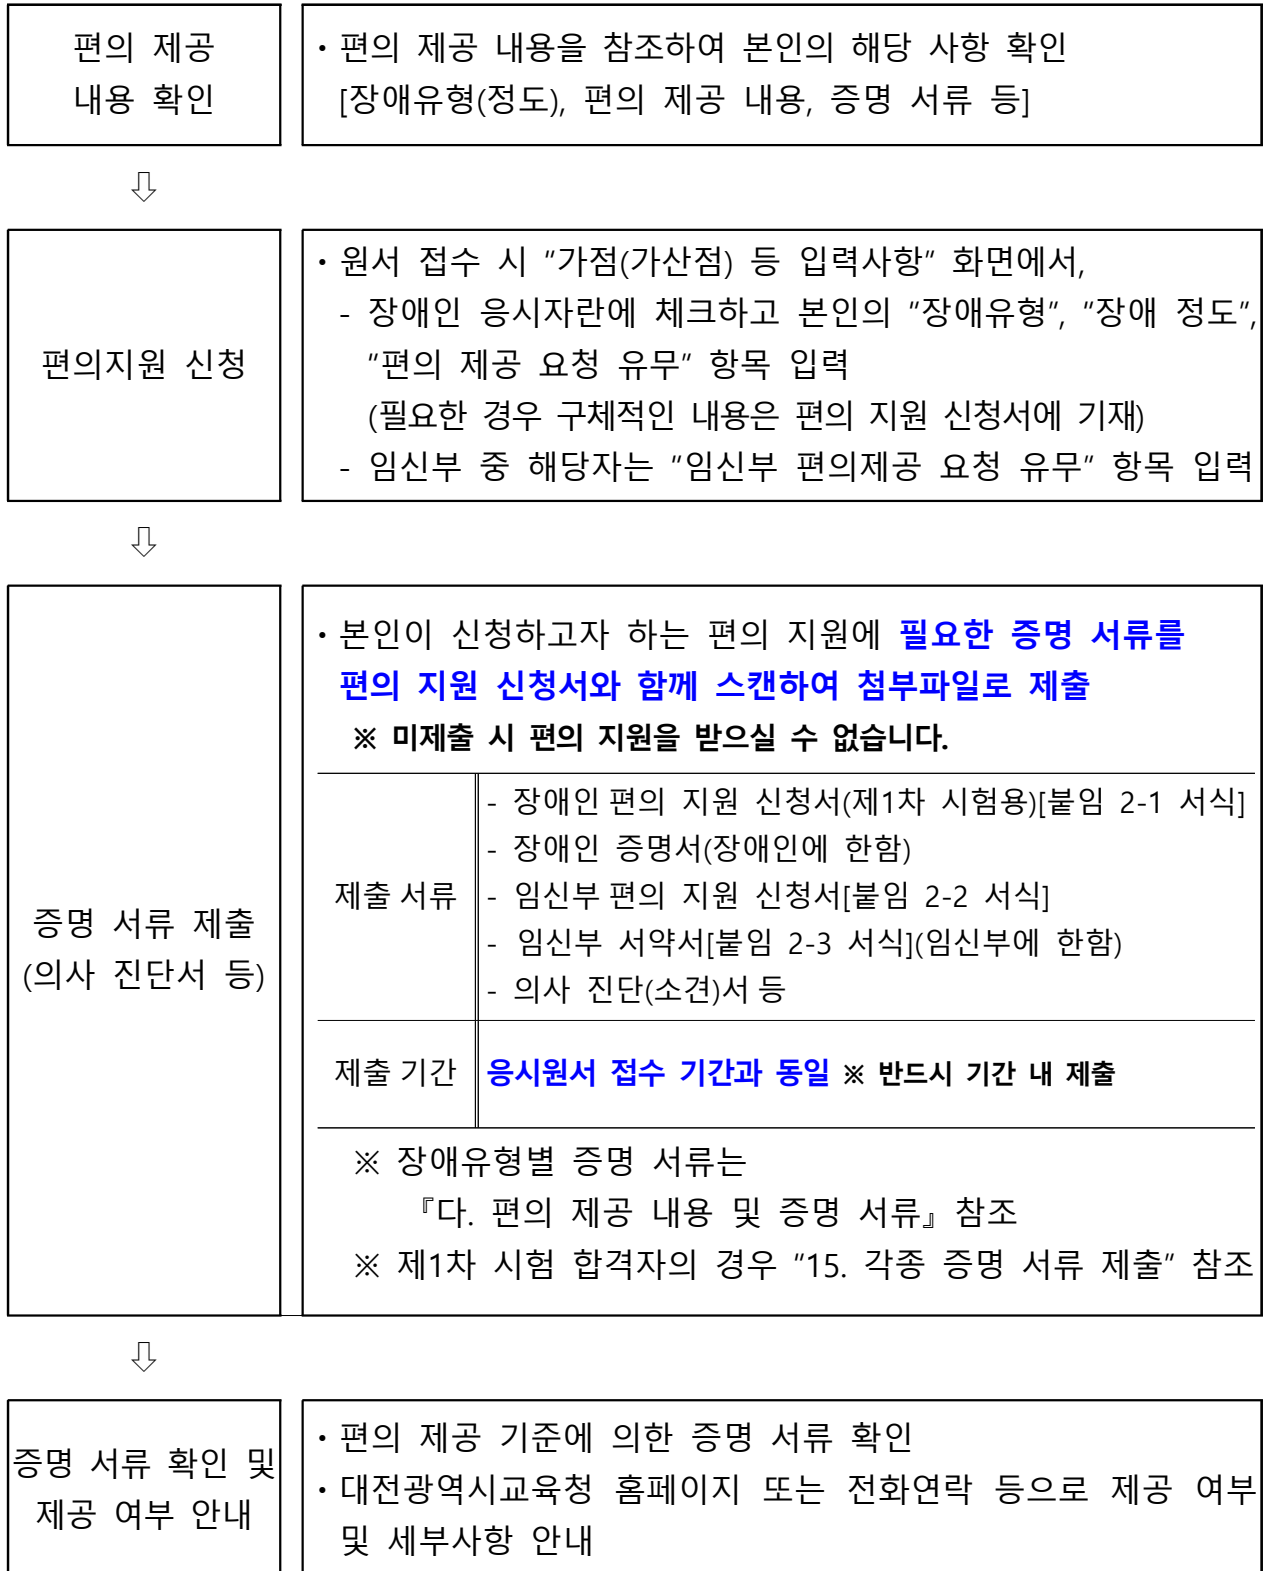 편의 제공
내용 확인
· 편의 제공 내용을 참조하여 본인의 해당 사항 확인
[장애유형(정도), 편의 제공 내용, 증명 서류 등]
⇩
편의지원 신청
· 원서 접수 시 "가점(가산점) 등 입력사항" 화면에서,
- 장애인 응시자란에 체크하고 본인의 "장애유형", "장애 정도",
"편의 제공 요청 유무" 항목 입력
(필요한 경우 구체적인 내용은 편의 지원 신청서에 기재)
- 임신부 중 해당자는 "임신부 편의제공 요청 유무" 항목 입력
⇩
증명 서류 제출
(의사 진단서 등)
· 본인이 신청하고자 하는 편의 지원에 필요한 증명 서류를
편의 지원 신청서와 함께 스캔하여 첨부파일로 제출
※ 미제출 시 편의 지원을 받으실 수 없습니다.
제출 서류
- 장애인 편의 지원 신청서(제1차 시험용)[붙임 2-1 서식]
- 장애인 증명서(장애인에 한함)
- 임신부 편의 지원 신청서[붙임 2-2 서식]
- 임신부 서약서[붙임 2-3 서식](임신부에 한함)
- 의사 진단(소견)서 등
제출 기간
응시원서 접수 기간과 동일 ※ 반드시 기간 내 제출
※ 장애유형별 증명 서류는
『다. 편의 제공 내용 및 증명 서류』참조
※ 제1차 시험 합격자의 경우 "15. 각종 증명 서류 제출" 참조
⇩
증명 서류 확인 및
제공 여부 안내
· 편의 제공 기준에 의한 증명 서류 확인
· 대전광역시교육청 홈페이지 또는 전화연락 등으로 제공 여부
및 세부사항 안내